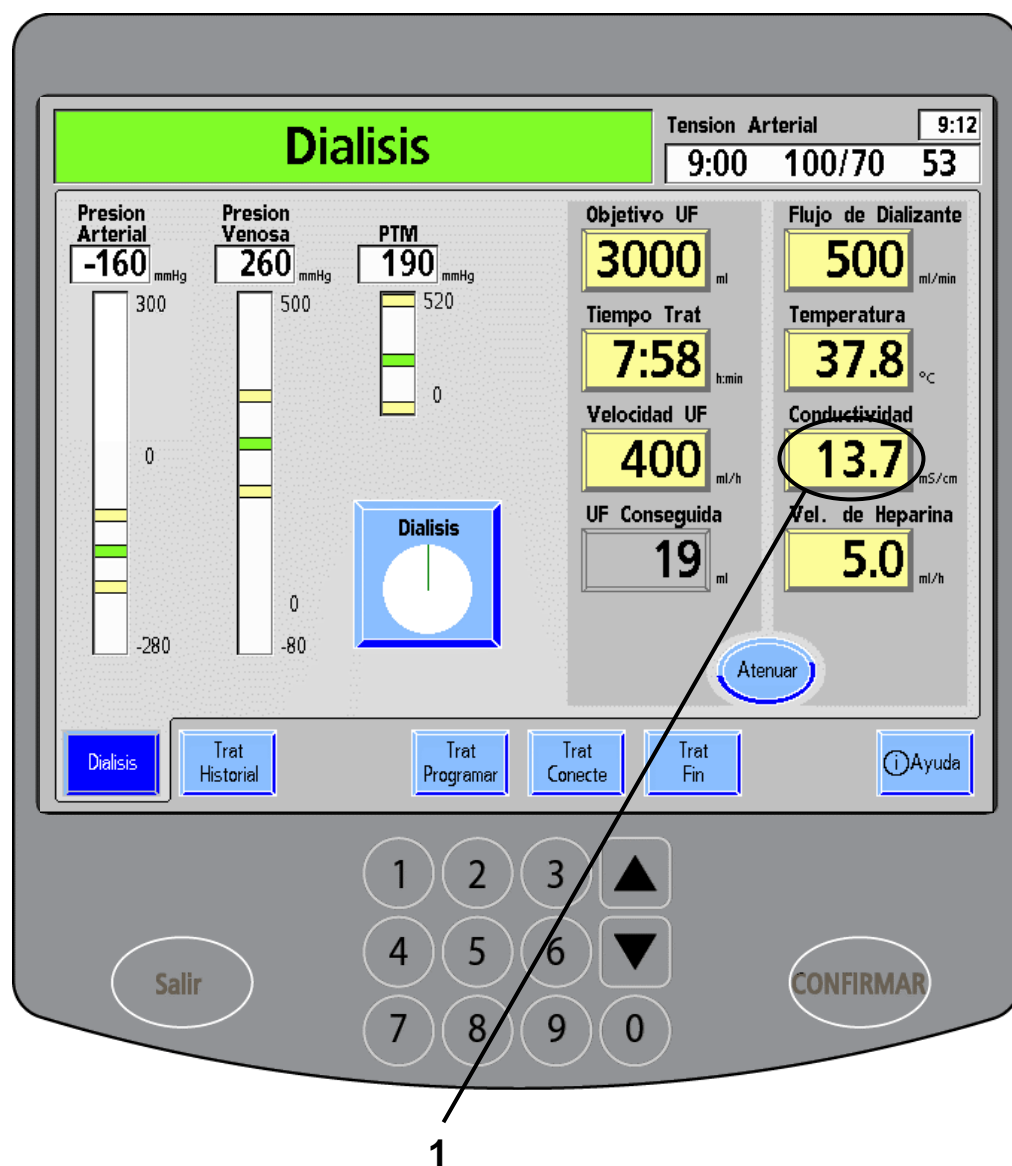 Dialisis
Tension Arterial 9:12
9:00 100/70 53
Presion
Arterial
-160 mmHg
300
0
-280
Presion
Venosa
260 mmHg
500
0
-80
PTM
190 mmHg
520
0
Dialisis
Objetivo UF
3000 ml
Tiempo Trat
7:58 h:min
Velocidad UF
400 ml/h
UF Conseguida
19 ml
Flujo de Dializante
500 ml/min
Temperatura
37.8 °C
Conductividad
13.7 mS/cm
Vel. de Heparina
5.0 ml/h
Atenuar
Dialisis
Trat
Historial
Trat
Programar
Trat
Conecte
Trat
Fin
i Ayuda
1 2 3
4 5 6
7 8 9 0
Salir
CONFIRMAR
1